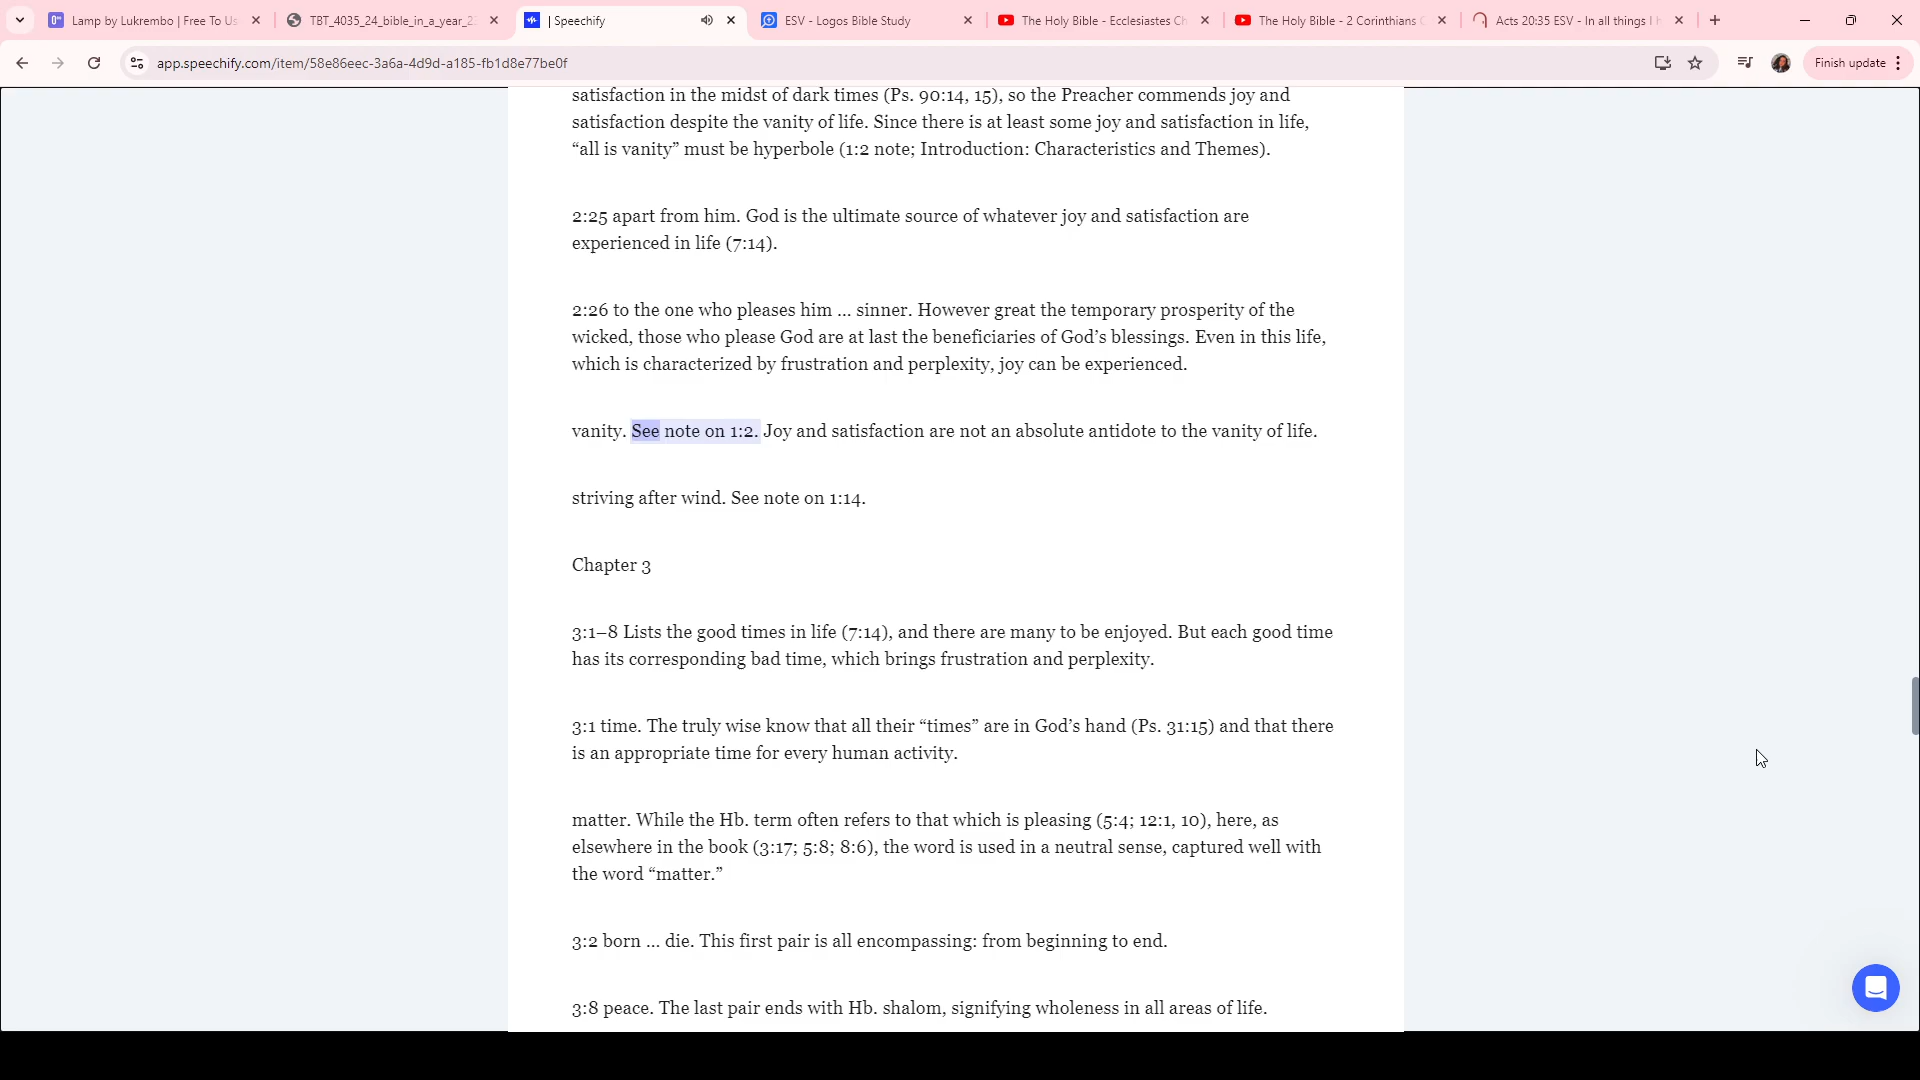 Lamp by Lukrembo | Free To Us
TBT_4035_24_bible_in_a_year_2
| Speechify
ESV - Logos Bible Study
The Holy Bible - Ecclesiastes Ch
The Holy Bible - 2 Corinthians C
Acts 20:35 ESV - In all things I h
app.speechify.com/item/58e86eec-3a6a-4d9d-a185-fb1d8e77be0f
Finish update
satisfaction in the midst of dark times (Ps. 90:14, 15), so the Preacher commends joy and
satisfaction despite the vanity of life. Since there is at least some joy and satisfaction in life,
“all is vanity” must be hyperbole (1:2 note; Introduction: Characteristics and Themes).
2:25 apart from him. God is the ultimate source of whatever joy and satisfaction are
experienced in life (7:14).
2:26 to the one who pleases him ... sinner. However great the temporary prosperity of the
wicked, those who please God are at last the beneficiaries of God’s blessings. Even in this life,
which is characterized by frustration and perplexity, joy can be experienced.
vanity. See note on 1:2. Joy and satisfaction are not an absolute antidote to the vanity of life.
striving after wind. See note on 1:14.
Chapter 3
3:1–8 Lists the good times in life (7:14), and there are many to be enjoyed. But each good time
has its corresponding bad time, which brings frustration and perplexity.
3:1 time. The truly wise know that all their “times” are in God’s hand (Ps. 31:15) and that there
is an appropriate time for every human activity.
matter. While the Hb. term often refers to that which is pleasing (5:4; 12:1, 10), here, as
elsewhere in the book (3:17; 5:8; 8:6), the word is used in a neutral sense, captured well with
the word “matter.”
3:2 born ... die. This first pair is all encompassing: from beginning to end.
3:8 peace. The last pair ends with Hb. shalom, signifying wholeness in all areas of life.